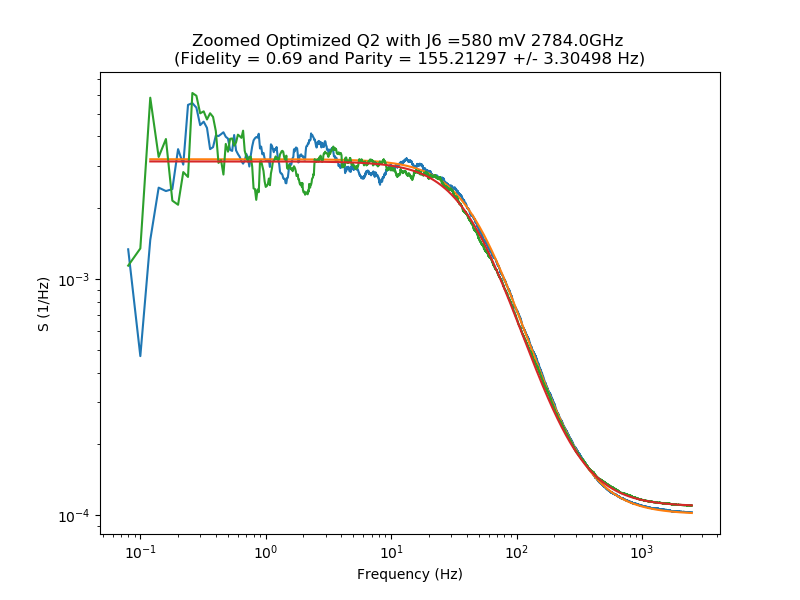 Zoomed Optimized Q2 with J6 =580 mV 2784.0GHz
(Fidelity = 0.69 and Parity = 155.21297 +/- 3.30498 Hz)
S (1/Hz)
10⁻³
10⁻⁴
10⁻¹ 10⁰ 10¹ 10² 10³
Frequency (Hz)